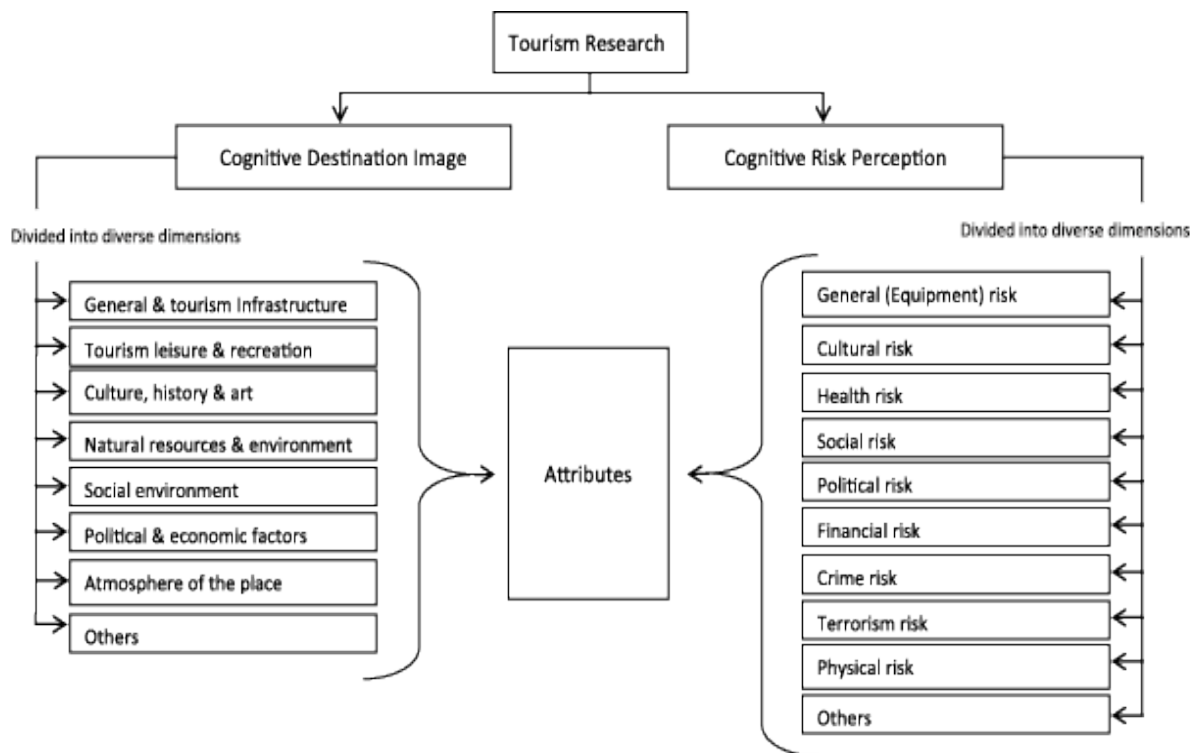 Tourism Research
Cognitive Destination Image
Cognitive Risk Perception
Divided into diverse dimensions
Divided into diverse dimensions
General & tourism Infrastructure
Tourism leisure & recreation
Culture, history & art
Natural resources & environment
Social environment
Political & economic factors
Atmosphere of the place
Others
Attributes
General (Equipment) risk
Cultural risk
Health risk
Social risk
Political risk
Financial risk
Crime risk
Terrorism risk
Physical risk
Others